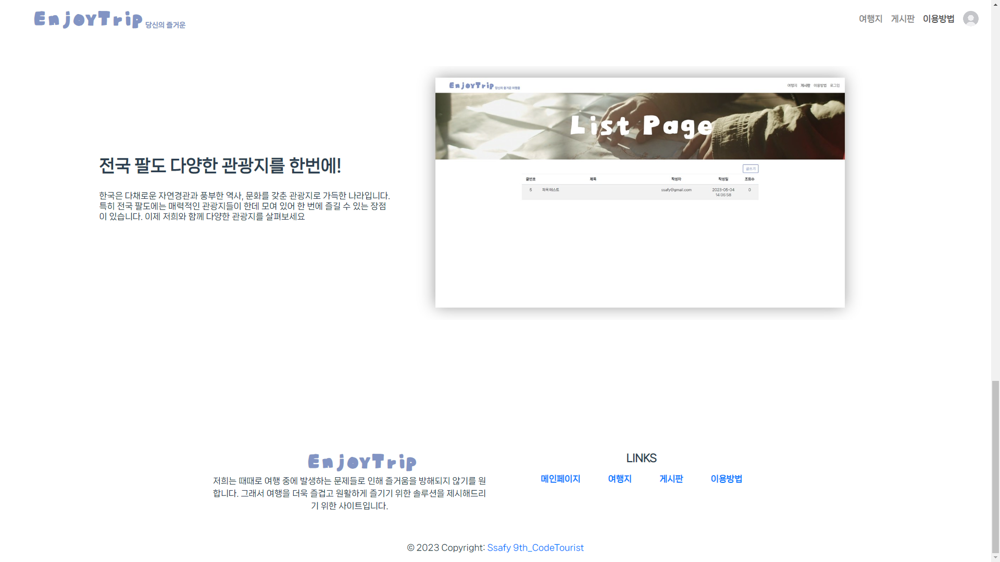 EnjoyTrip 당신의 즐거운
여행지 게시판 이용방법
전국 팔도 다양한 관광지를 한번에!
한국은 다채로운 자연경관과 풍부한 역사, 문화를 갖춘 관광지로 가득한 나라입니다.
특히 전국 팔도에는 매력적인 관광지들이 한데 모여 있어 한 번에 즐길 수 있는 장점
이 있습니다. 이제 저희와 함께 다양한 관광지를 살펴보세요
EnjoyTrip 당신의 즐거운 여행을
여행지 게시판 이용방법 로그인
List Page
글쓰기
글번호 제목 작성자 작성일 조회수
5 제목 테스트 ssafy@gmail.com 2023-05-04 0
14:06:58
EnjoyTrip
저희는 때때로 여행 중에 발생하는 문제들로 인해 즐거움을 방해되지 않기를 원
합니다. 그래서 여행을 더욱 즐겁고 원활하게 즐기기 위한 솔루션을 제시해드리
기 위한 사이트입니다.
LINKS
메인페이지 여행지 게시판 이용방법
© 2023 Copyright: Ssafy 9th_CodeTourist